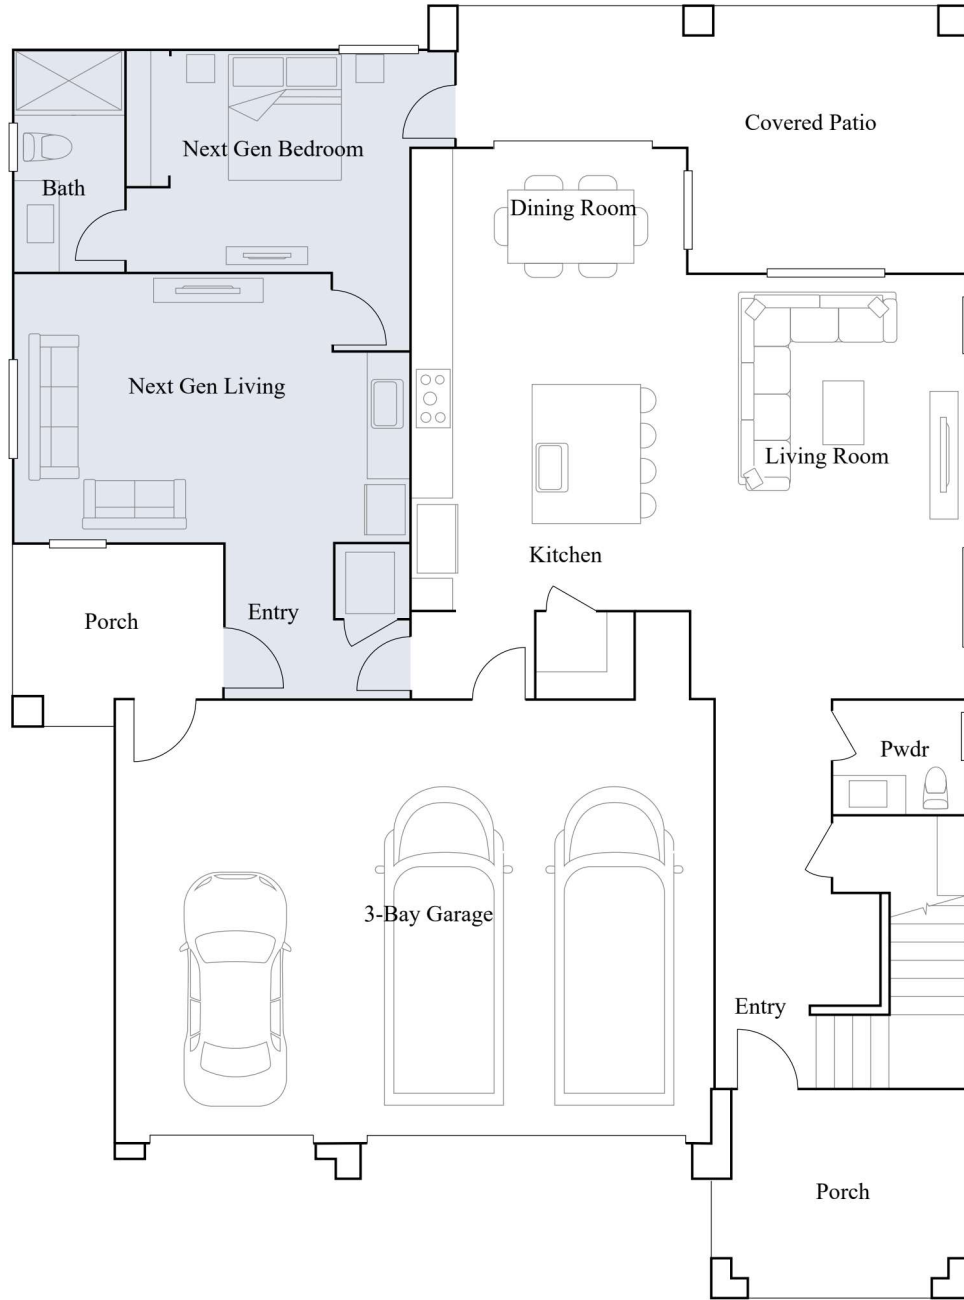 Covered Patio
Next Gen Bedroom
Bath
Dining Room
Next Gen Living
Living Room
Kitchen
Entry
Porch
Pwdr
3-Bay Garage
Entry
Porch